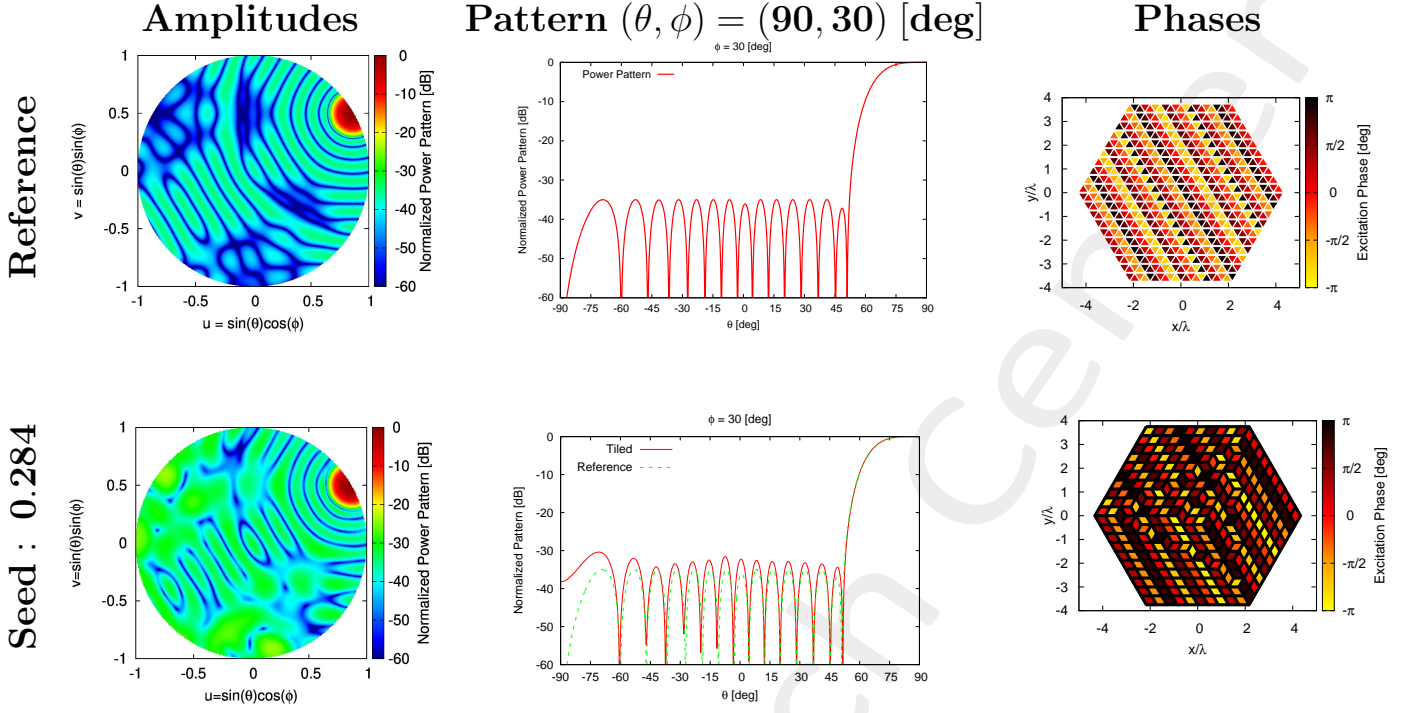 Amplitudes
Pattern (θ, ϕ) = (90, 30) [deg]
Phases
Reference
1
0.5
0
-0.5
-1
-1
-0.5
0
0.5
1
v = sin(θ)sin(ϕ)
u = sin(θ)cos(ϕ)
0
-10
-20
-30
-40
-50
-60
Normalized Power Pattern [dB]
ϕ = 30 [deg]
Power Pattern
0
-10
-20
-30
-40
-50
-60
-90
-75
-60
-45
-30
-15
0
15
30
45
60
75
90
Normalized Power Pattern [dB]
θ [deg]
4
3
2
1
0
-1
-2
-3
-4
-4
-2
0
2
4
y/λ
x/λ
π
π/2
0
-π/2
-π
Excitation Phase [deg]
Seed : 0.284
1
0.5
0
-0.5
-1
-1
-0.5
0
0.5
1
v=sin(θ)sin(ϕ)
u=sin(θ)cos(ϕ)
0
-10
-20
-30
-40
-50
-60
Normalized Power Pattern [dB]
ϕ = 30 [deg]
Tiled
Reference
0
-10
-20
-30
-40
-50
-60
-90
-75
-60
-45
-30
-15
0
15
30
45
60
75
90
Normalized Pattern [dB]
θ [deg]
4
3
2
1
0
-1
-2
-3
-4
-4
-2
0
2
4
y/λ
x/λ
π
π/2
0
-π/2
-π
Excitation Phase [deg]
ch Center